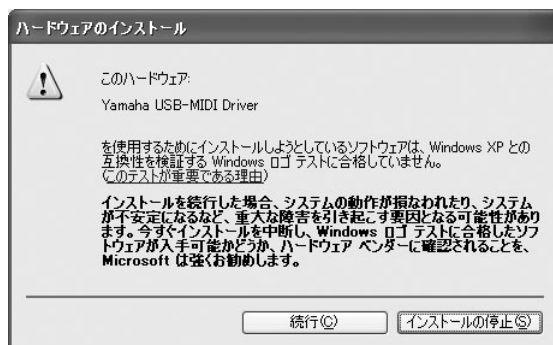 ハードウェアのインストール
このハードウェア:
Yamaha USB-MIDI Driver
を使用するためにインストールしようとしているソフトウェアは、Windows XP との
互換性を検証する Windows ロゴ テストに合格していません。
(このテストが重要である理由)
インストールを続行した場合、システムの動作が損なわれたり、システム
が不安定になるなど、重大な障害を引き起こす要因となる可能性があり
ます。今すぐインストールを中断し、Windows ロゴ テストに合格したソフ
トウェアが入手可能かどうか、ハードウェア ベンダーに確認されることを、
Microsoft は強くお勧めします。
続行(C)
インストールの停止(S)